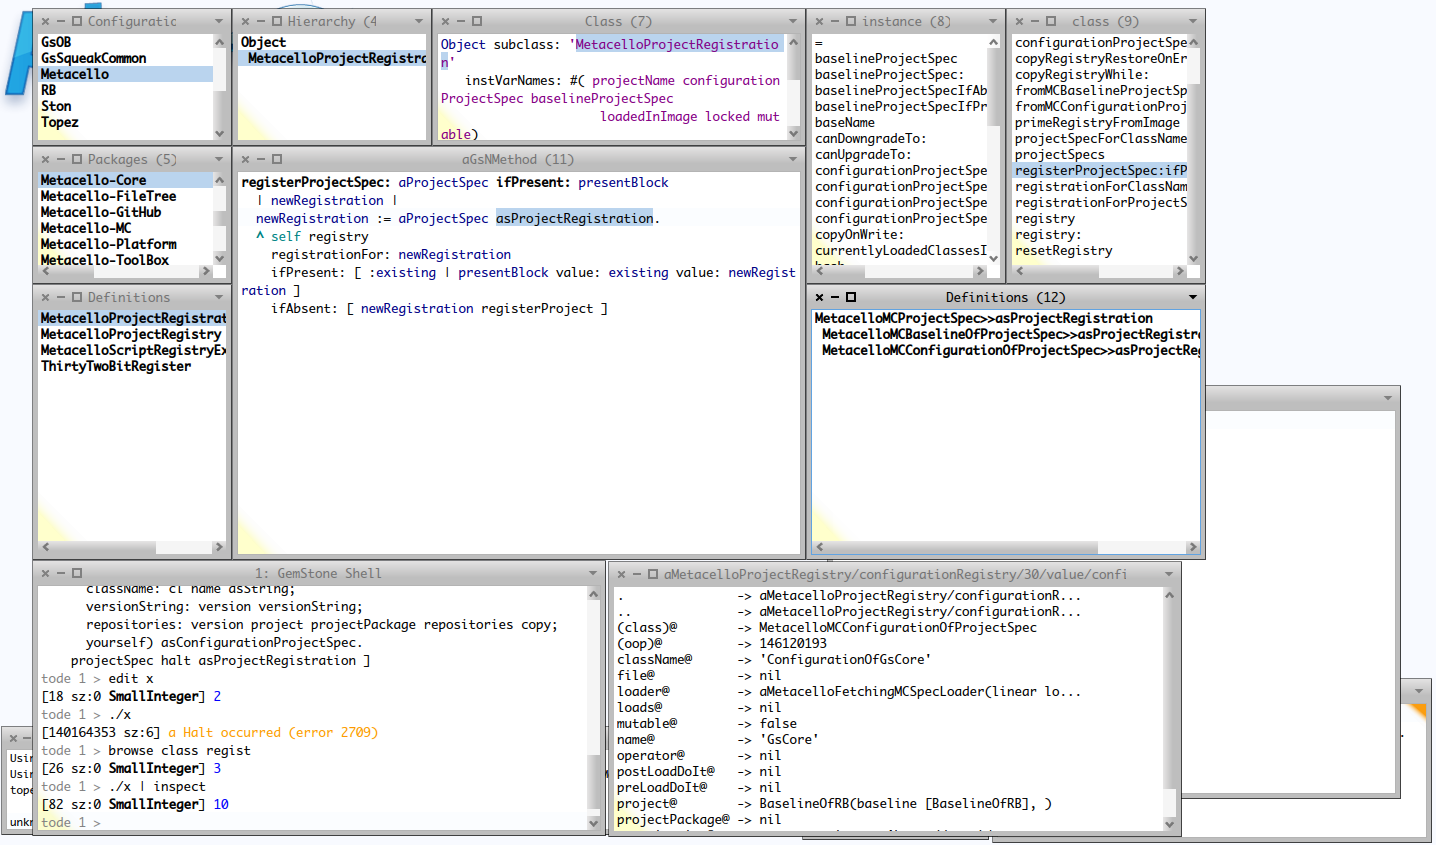 Configuratic
GsOB
GsSqueakCommon
Metacello
RB
Ston
Topez
Hierarchy (4
Object
MetacelloProjectRegistra
Class (7)
Object subclass: 'MetacelloProjectRegistratio
n'
instVarNames: #( projectName configuration
ProjectSpec baselineProjectSpec
loadedInImage locked mut
able)
instance (8)
=
baselineProjectSpec
baselineProjectSpec:
baselineProjectSpecIfAb
baselineProjectSpecIfPr
baseName
canDowngradeTo:
canUpgradeTo:
configurationProjectSpe
configurationProjectSpe
configurationProjectSpe
configurationProjectSpe
copyOnWrite:
currentlyLoadedClassesI
hash
class (9)
configurationProjectSpe
copyRegistryRestoreOnEr
copyRegistryWhile:
fromMCBaselineProjectSp
fromMCConfigurationProj
primeRegistryFromImage
projectSpecForClassName
projectSpecs
registerProjectSpec:ifP
registrationForClassNam
registrationForProjectS
registry
registry:
resetRegistry
Packages (5)
Metacello-Core
Metacello-FileTree
Metacello-GitHub
Metacello-MC
Metacello-Platform
Metacello-ToolBox
aGsNMethod (11)
registerProjectSpec: aProjectSpec ifPresent: presentBlock
| newRegistration |
newRegistration := aProjectSpec asProjectRegistration.
^ self registry
registrationFor: newRegistration
ifPresent: [ :existing | presentBlock value: existing value: newRegist
ration ]
ifAbsent: [ newRegistration registerProject ]
Definitions
MetacelloProjectRegistrat
MetacelloProjectRegistry
MetacelloScriptRegistryEx
ThirtyTwoBitRegister
Definitions (12)
MetacelloMCProjectSpec>>asProjectRegistration
MetacelloMCBaselineOfProjectSpec>>asProjectRegistra
MetacelloMCConfigurationOfProjectSpec>>asProjectReg
1: GemStone Shell
className: cl name asString;
versionString: version versionString;
repositories: version project projectPackage repositories copy;
yourself) asConfigurationProjectSpec.
projectSpec halt asProjectRegistration ]
tode 1 > edit x
[18 sz:0 SmallInteger] 2
tode 1 > ./x
[140164353 sz:6] a Halt occurred (error 2709)
tode 1 > browse class regist
[26 sz:0 SmallInteger] 3
tode 1 > ./x | inspect
[82 sz:0 SmallInteger] 10
tode 1 >
aMetacelloProjectRegistry/configurationRegistry/30/value/confi
. -> aMetacelloProjectRegistry/configurationR...
.. -> aMetacelloProjectRegistry/configurationR...
(class)@ -> MetacelloMCConfigurationOfProjectSpec
(oop)@ -> 146120193
className@ -> 'ConfigurationOfGsCore'
file@ -> nil
loader@ -> aMetacelloFetchingMCSpecLoader(linear lo...
loads@ -> nil
mutable@ -> false
name@ -> 'GsCore'
operator@ -> nil
postLoadDoIt@ -> nil
preLoadDoIt@ -> nil
project@ -> BaselineOfRB(baseline [BaselineOfRB], )
projectPackage@ -> nil
Usin
Usin
tope
unkn